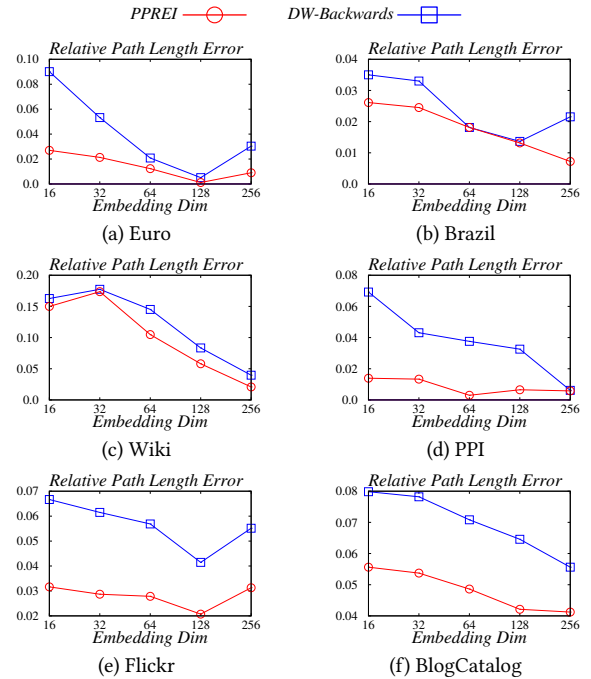 PPREI DW-Backwards
Relative Path Length Error Relative Path Length Error
0.10 0.04
0.08 0.03
0.06 0.02
0.04 0.01
0.02 0.0
0.0
16 32 64 128 256 16 32 64 128 256
Embedding Dim Embedding Dim
(a) Euro (b) Brazil
Relative Path Length Error Relative Path Length Error
0.20 0.08
0.15 0.06
0.10 0.04
0.05 0.02
0.0 0.0
16 32 64 128 256 16 32 64 128 256
Embedding Dim Embedding Dim
(c) Wiki (d) PPI
Relative Path Length Error Relative Path Length Error
0.07 0.08
0.06 0.07
0.05 0.06
0.04 0.05
0.03 0.04
0.02
16 32 64 128 256 16 32 64 128 256
Embedding Dim Embedding Dim
(e) Flickr (f) BlogCatalog